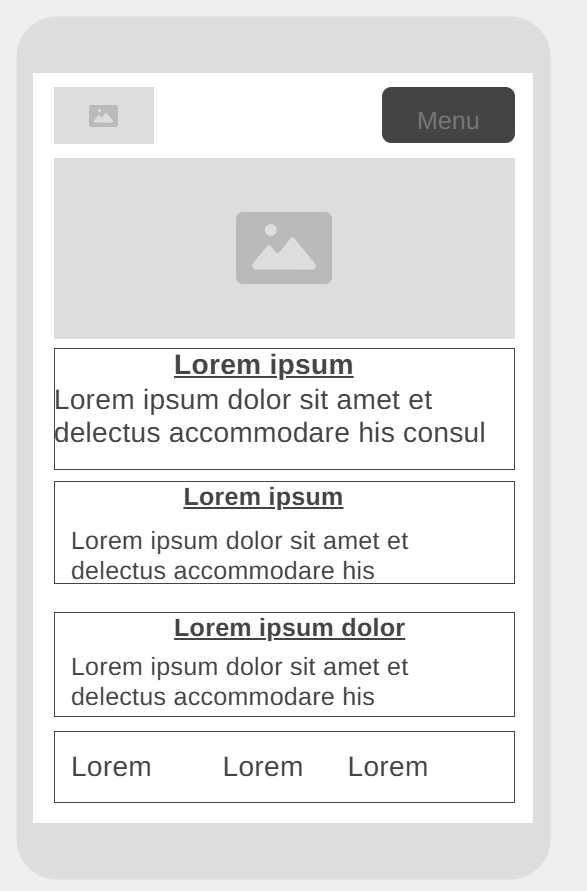 Menu
Lorem ipsum
Lorem ipsum dolor sit amet et
delectus accommodare his consul
Lorem ipsum
Lorem ipsum dolor sit amet et
delectus accommodare his
Lorem ipsum dolor
Lorem ipsum dolor sit amet et
delectus accommodare his
Lorem Lorem Lorem